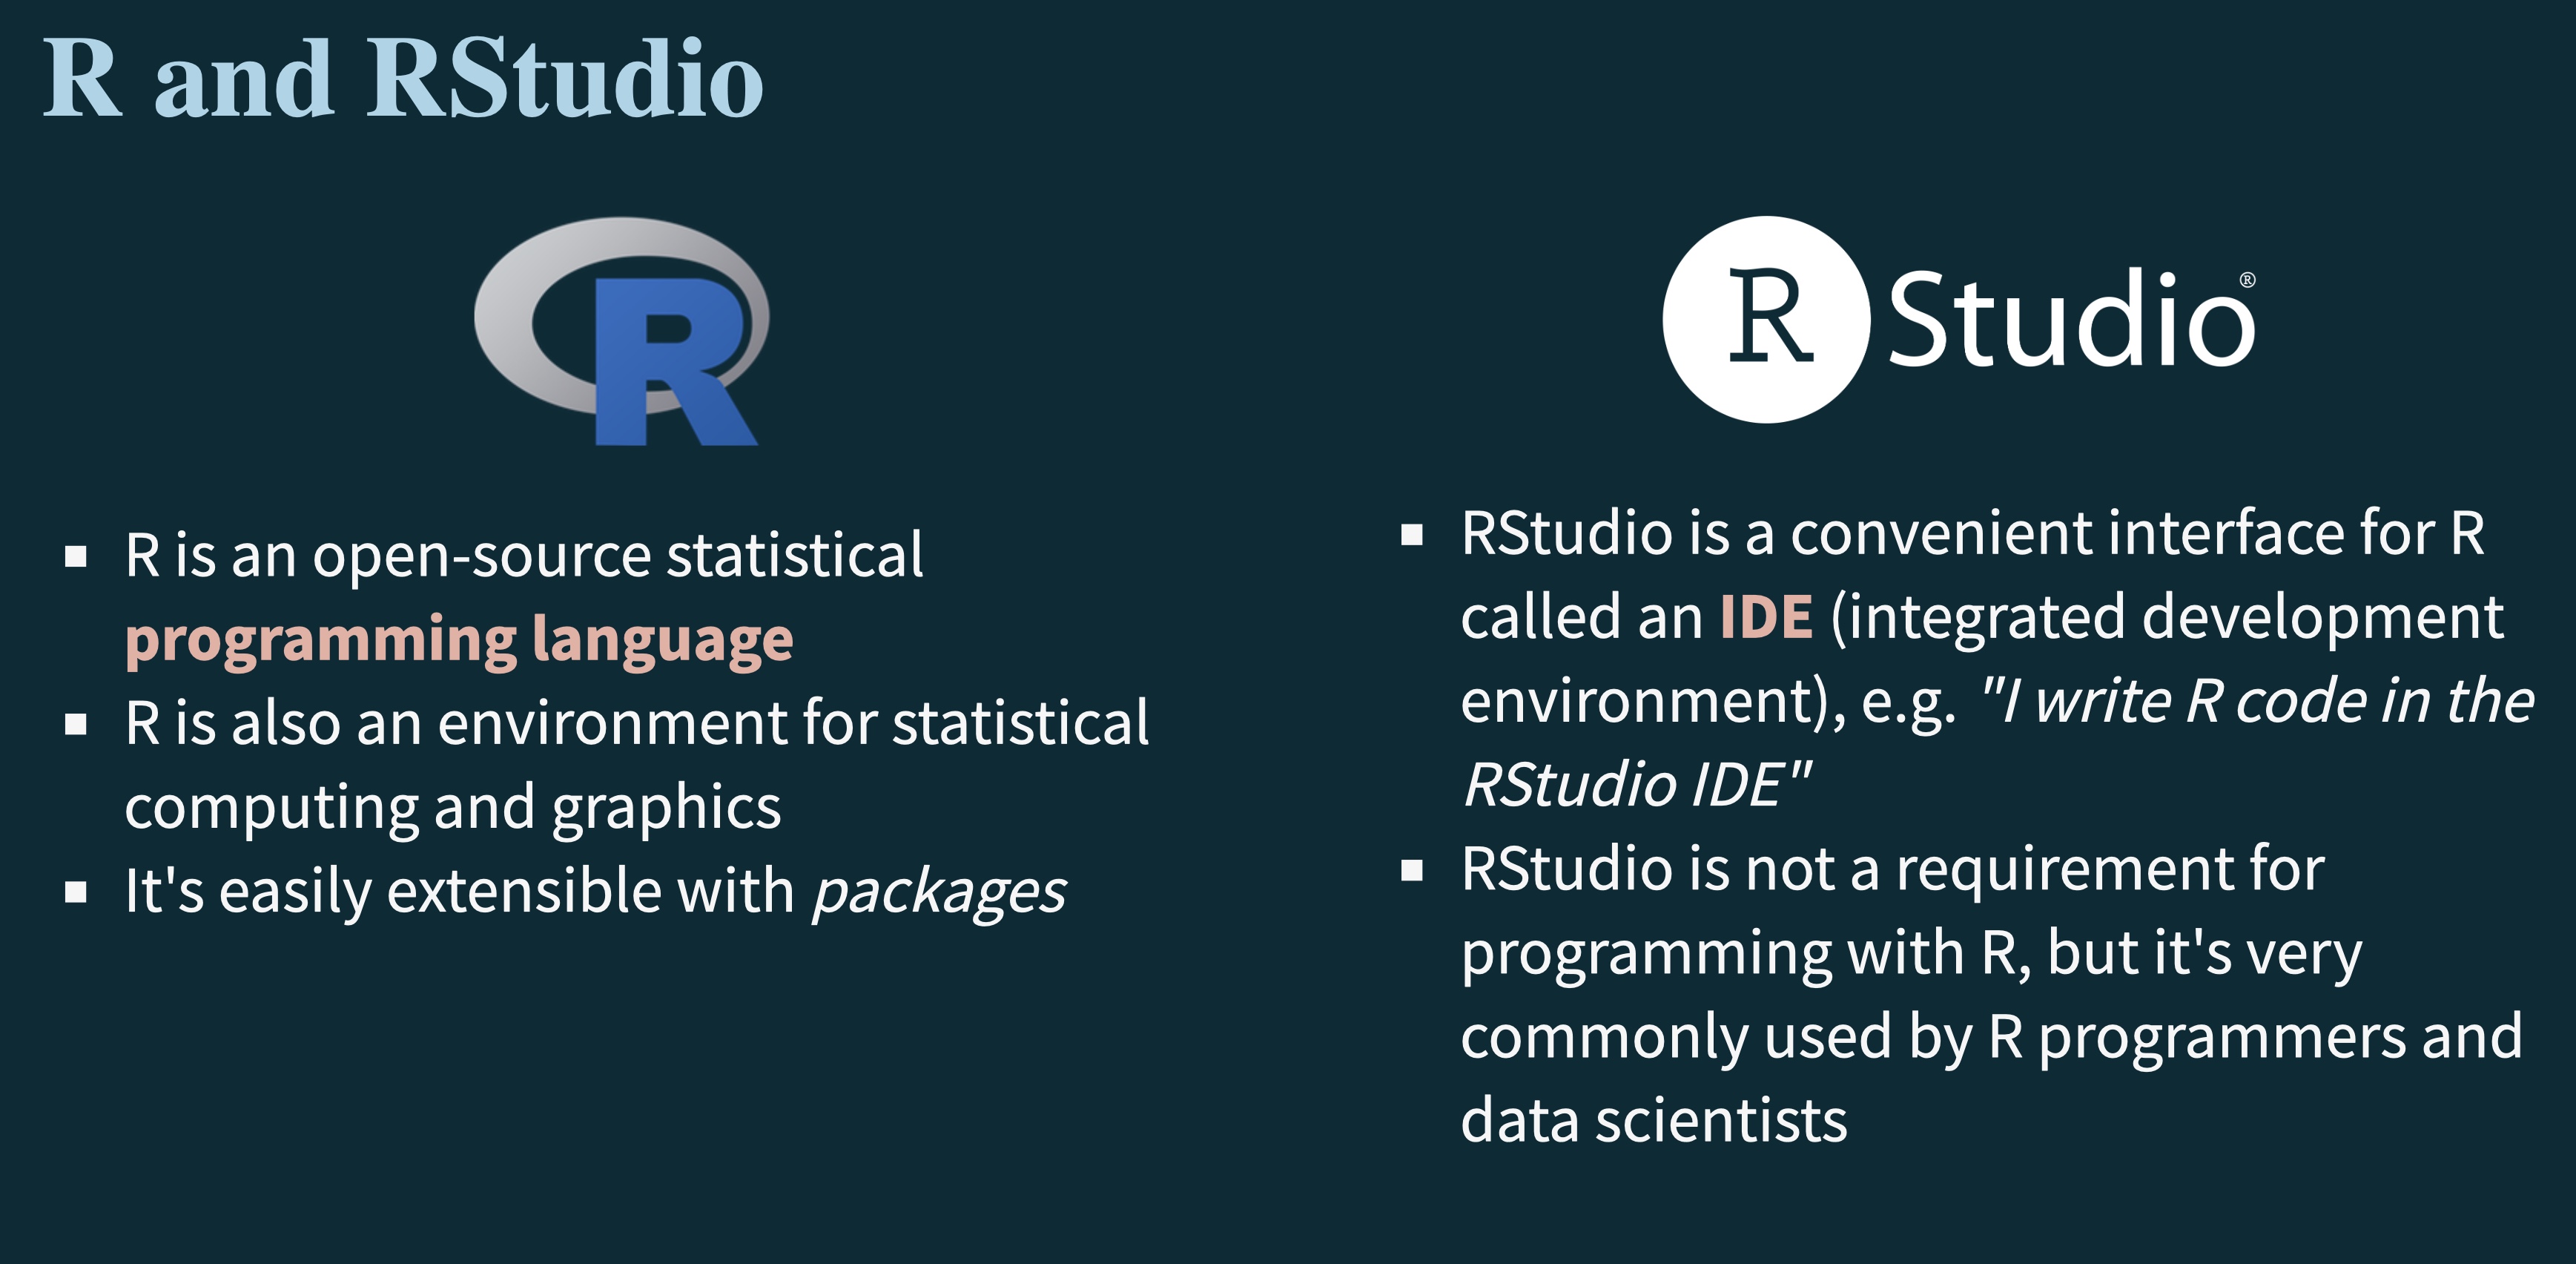 R and RStudio
R
R is an open-source statistical
programming language
R is also an environment for statistical
computing and graphics
It's easily extensible with packages
R Studio®
RStudio is a convenient interface for R
called an IDE (integrated development
environment), e.g. "I write R code in the
RStudio IDE"
RStudio is not a requirement for
programming with R, but it's very
commonly used by R programmers and
data scientists